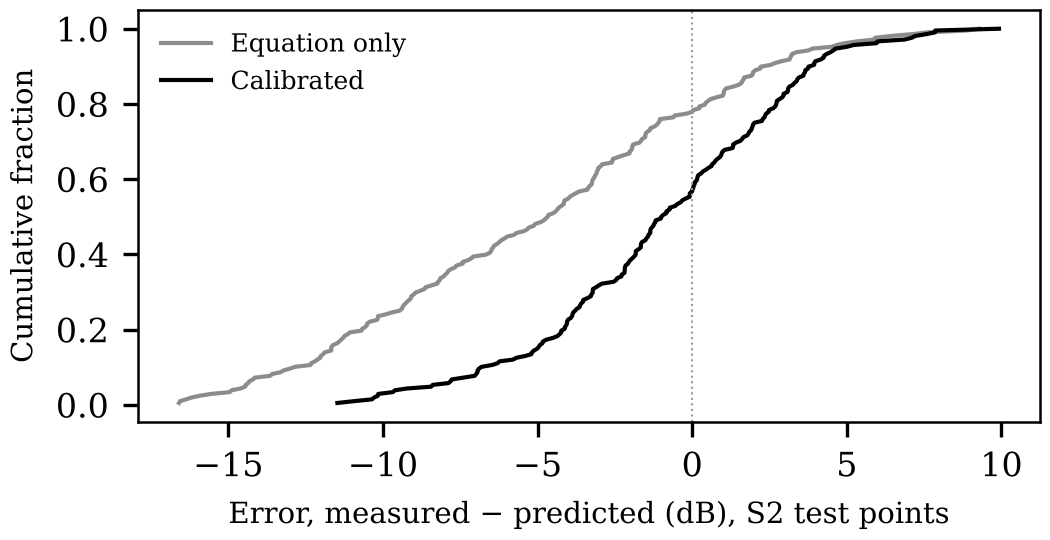 Equation only
Calibrated
Cumulative fraction
1.0
0.8
0.6
0.4
0.2
0.0
−15 −10 −5 0 5 10
Error, measured − predicted (dB), S2 test points